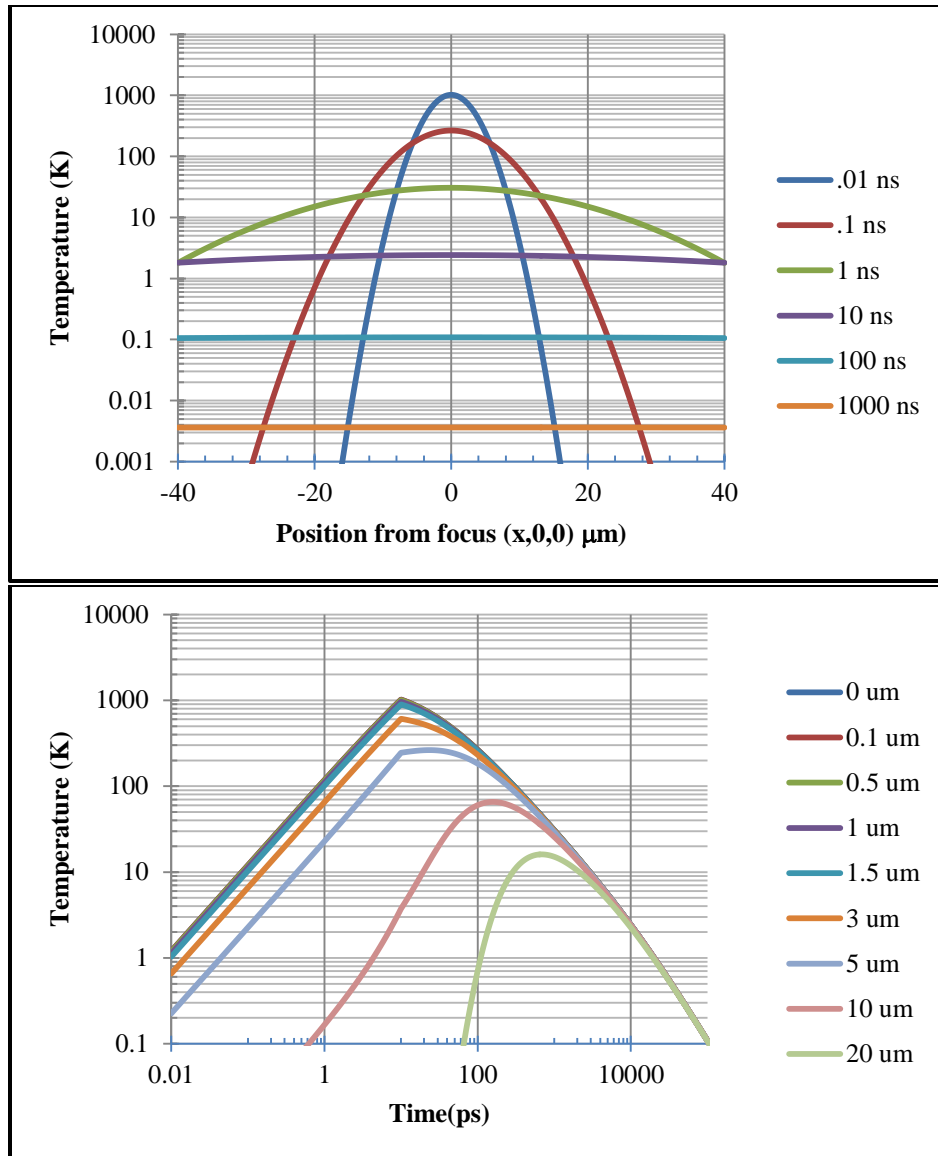 10000
1000
100
10
1
0.1
0.01
0.001
Temperature (K)
-40
-20
0
20
40
Position from focus (x,0,0) μm)
.01 ns
.1 ns
1 ns
10 ns
100 ns
1000 ns
10000
1000
100
10
1
0.1
Temperature (K)
0.01
1
100
10000
Time(ps)
0 um
0.1 um
0.5 um
1 um
1.5 um
3 um
5 um
10 um
20 um